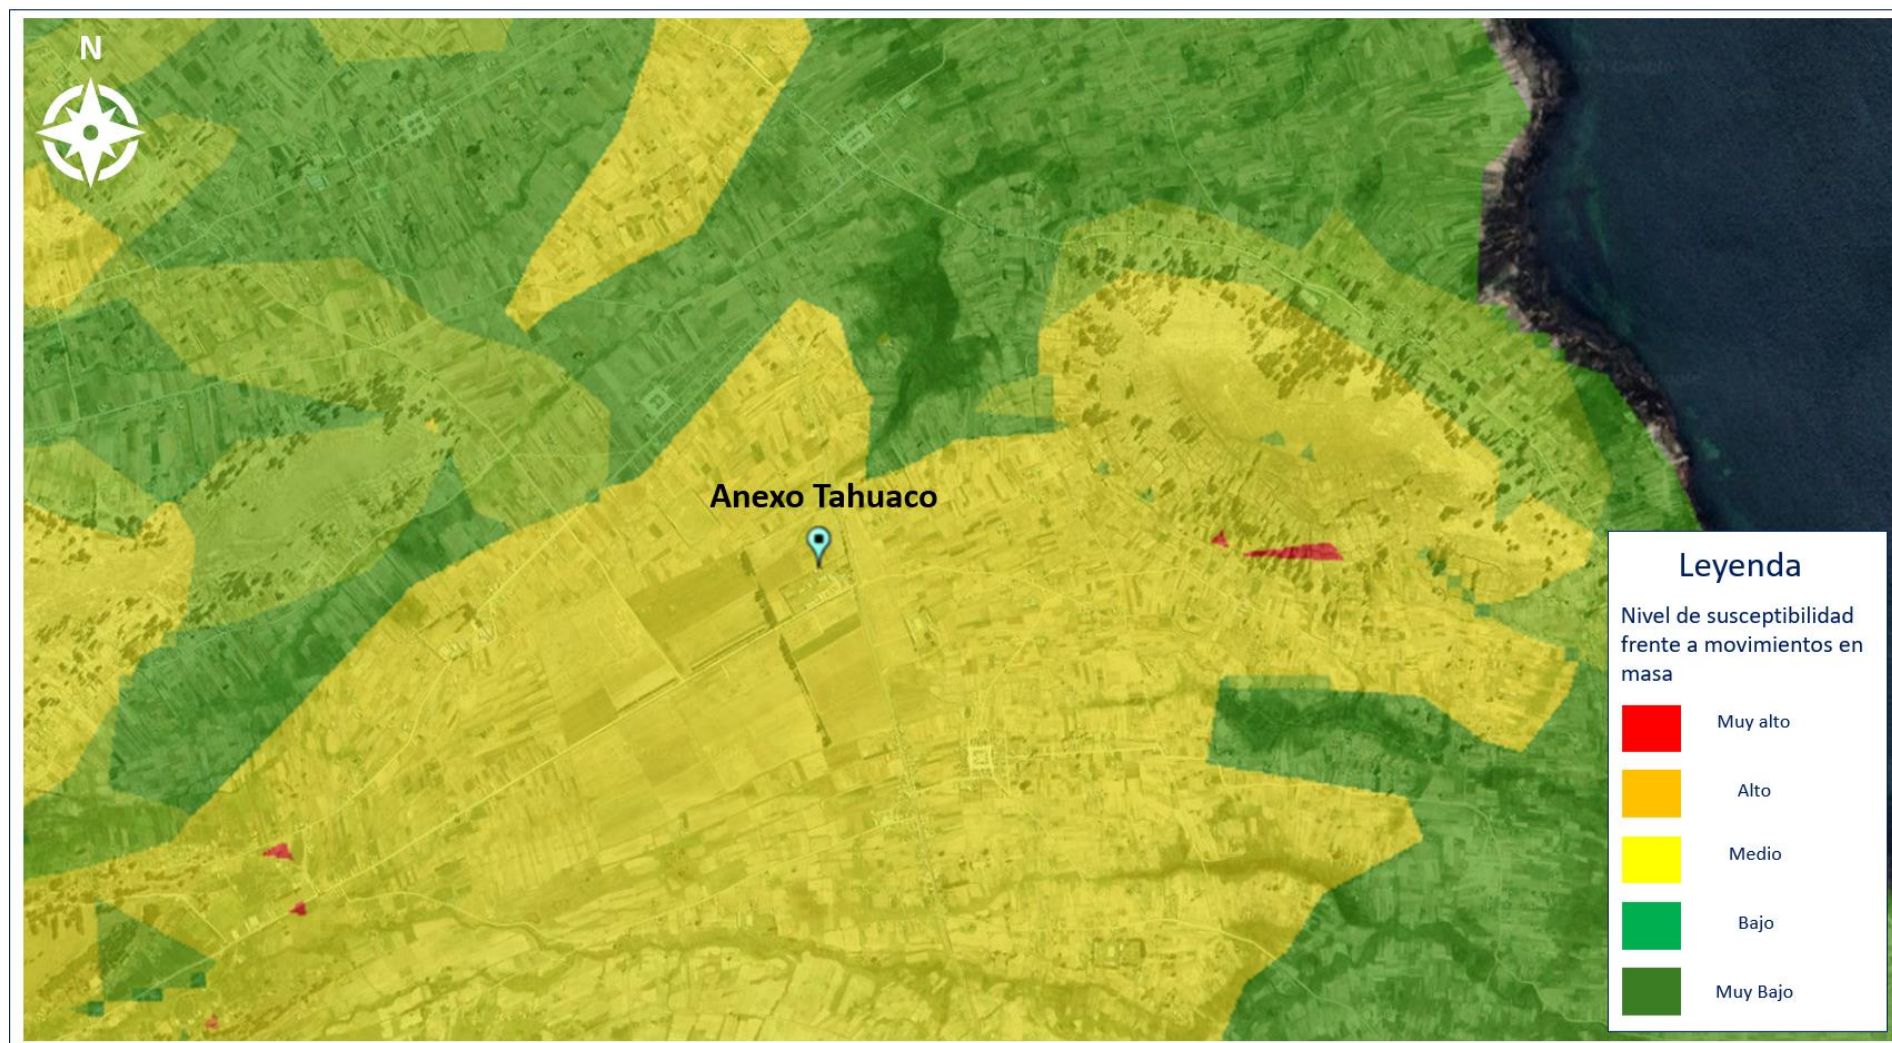 N
Anexo Tahuaco
Leyenda
Nivel de susceptibilidad
frente a movimientos en
masa
Muy alto
Alto
Medio
Bajo
Muy Bajo